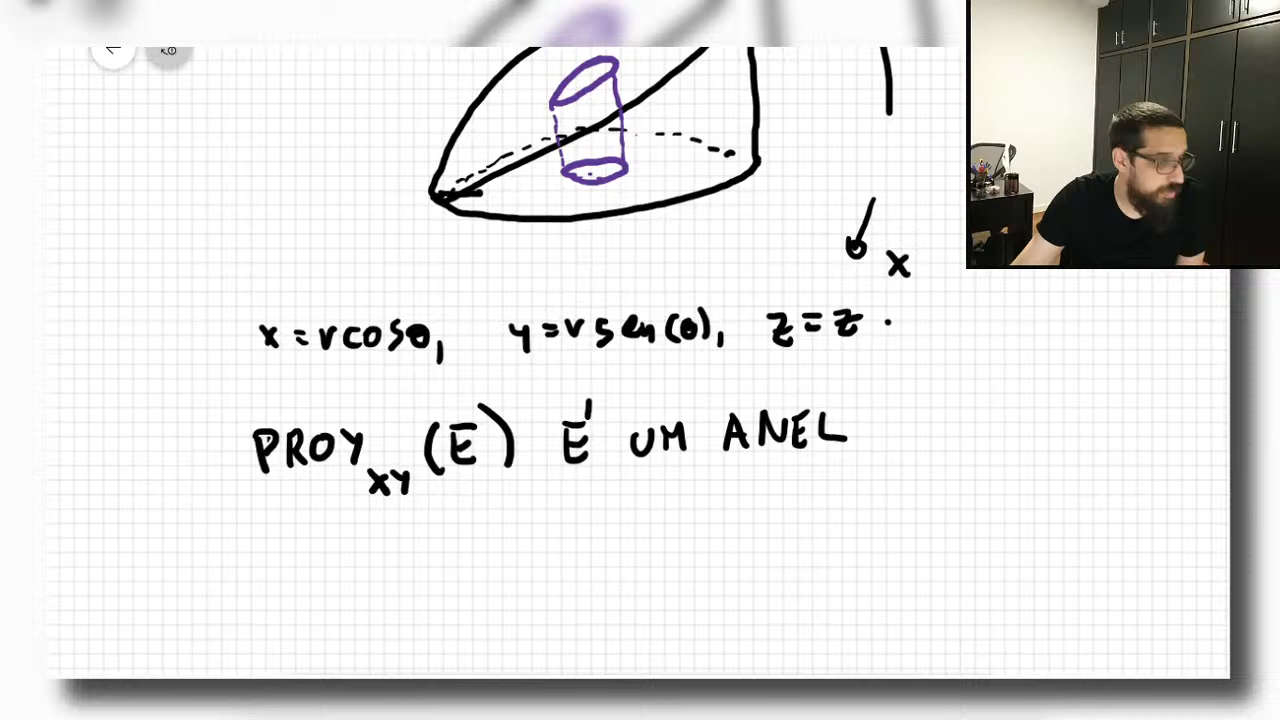 x
x = r cos θ, y = r sen(θ), z = z .
PROY_XY (E) É UM ANEL